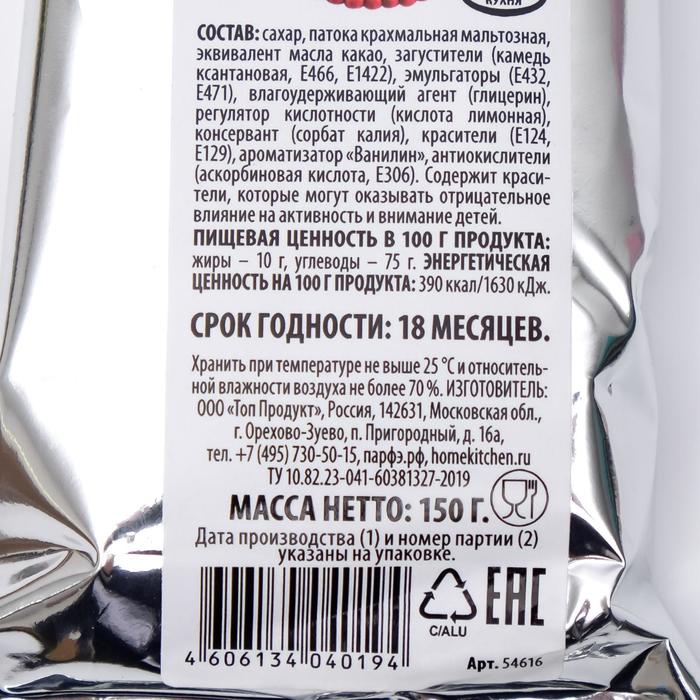 КУХНЯ
СОСТАВ: сахар, патока крахмальная мальтозная,
эквивалент масла какао, загустители (камедь
ксантановая, Е466, Е1422), эмульгаторы (Е432,
Е471), влагоудерживающий агент (глицерин),
регулятор кислотности (кислота лимонная),
консервант (сорбат калия), красители (Е124,
Е129), ароматизатор «Ванилин», антиокислители
(аскорбиновая кислота, Е306). Содержит краси-
тели, которые могут оказывать отрицательное
влияние на активность и внимание детей.
ПИЩЕВАЯ ЦЕННОСТЬ В 100 Г ПРОДУКТА:
жиры – 10 г, углеводы – 75 г. ЭНЕРГЕТИЧЕСКАЯ
ЦЕННОСТЬ НА 100 Г ПРОДУКТА: 390 ккал/1630 кДж.
СРОК ГОДНОСТИ: 18 МЕСЯЦЕВ.
Хранить при температуре не выше 25 °С и относитель-
ной влажности воздуха не более 70 %. ИЗГОТОВИТЕЛЬ:
ООО «Топ Продукт», Россия, 142631, Московская обл.,
г. Орехово-Зуево, п. Пригородный, д. 16а,
тел. +7 (495) 730-50-15, парфэ.рф, homekitchen.ru
ТУ 10.82.23-041-60381327-2019
МАССА НЕТТО: 150 Г.
Дата производства (1) и номер партии (2)
указаны на упаковке.
C/ALU
EAC
4 606134 040194
Арт. 54616